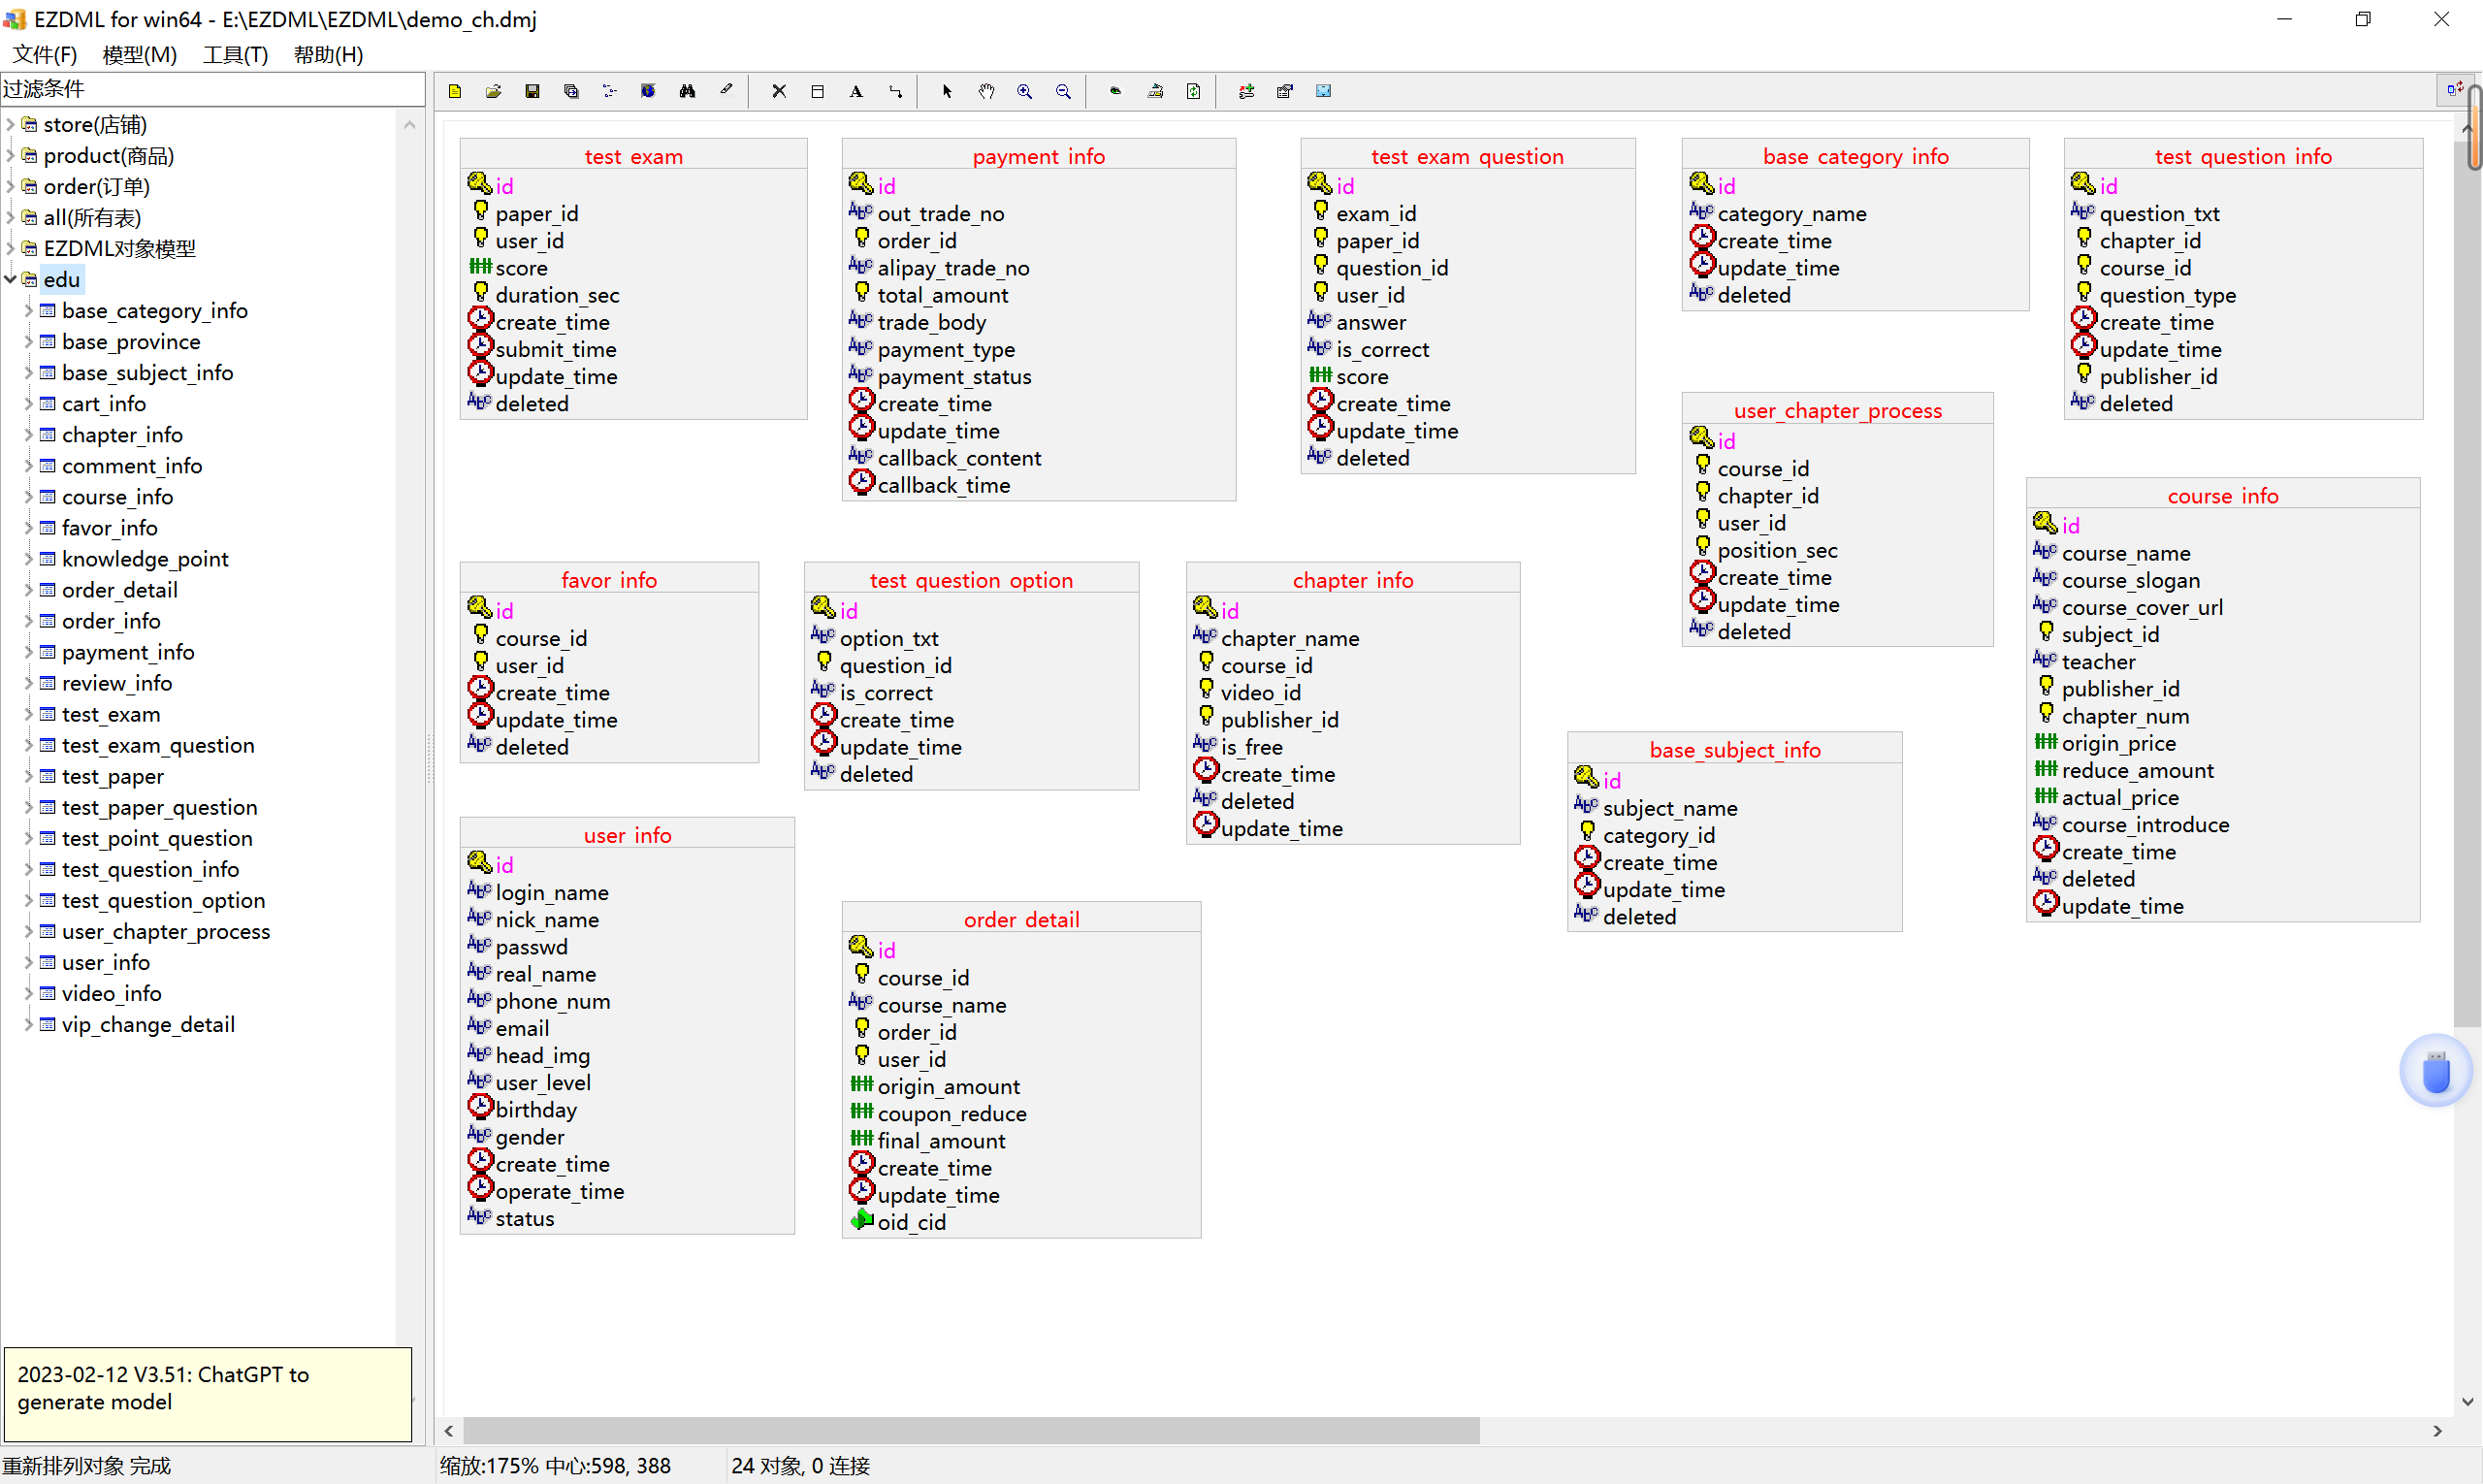 EZDML for win64 - E:\EZDML\EZDML\demo_ch.dmj
文件(F) 模型(M) 工具(T) 帮助(H)
过滤条件
store(店铺)
product(商品)
order(订单)
all(所有表)
EZDML对象模型
edu
base_category_info
base_province
base_subject_info
cart_info
chapter_info
comment_info
course_info
favor_info
knowledge_point
order_detail
order_info
payment_info
review_info
test_exam
test_exam_question
test_paper
test_paper_question
test_point_question
test_question_info
test_question_option
user_chapter_process
user_info
video_info
vip_change_detail
2023-02-12 V3.51: ChatGPT to
generate model
test_exam
id
paper_id
user_id
score
duration_sec
create_time
submit_time
update_time
deleted
payment_info
id
out_trade_no
order_id
alipay_trade_no
total_amount
trade_body
payment_type
payment_status
create_time
update_time
callback_content
callback_time
test_exam_question
id
exam_id
paper_id
question_id
user_id
answer
is_correct
score
create_time
update_time
deleted
base_category_info
id
category_name
create_time
update_time
deleted
test_question_info
id
question_txt
chapter_id
course_id
question_type
create_time
update_time
publisher_id
deleted
user_chapter_process
id
course_id
chapter_id
user_id
position_sec
create_time
update_time
deleted
course_info
id
course_name
course_slogan
course_cover_url
subject_id
teacher
publisher_id
chapter_num
origin_price
reduce_amount
actual_price
course_introduce
create_time
deleted
update_time
favor_info
id
course_id
user_id
create_time
update_time
deleted
test_question_option
id
option_txt
question_id
is_correct
create_time
update_time
deleted
chapter_info
id
chapter_name
course_id
video_id
publisher_id
is_free
create_time
deleted
update_time
base_subject_info
id
subject_name
category_id
create_time
update_time
deleted
user_info
id
login_name
nick_name
passwd
real_name
phone_num
email
head_img
user_level
birthday
gender
create_time
operate_time
status
order_detail
id
course_id
course_name
order_id
user_id
origin_amount
coupon_reduce
final_amount
create_time
update_time
oid_cid
重新排列对象 完成
缩放:175% 中心:598, 388
24 对象, 0 连接